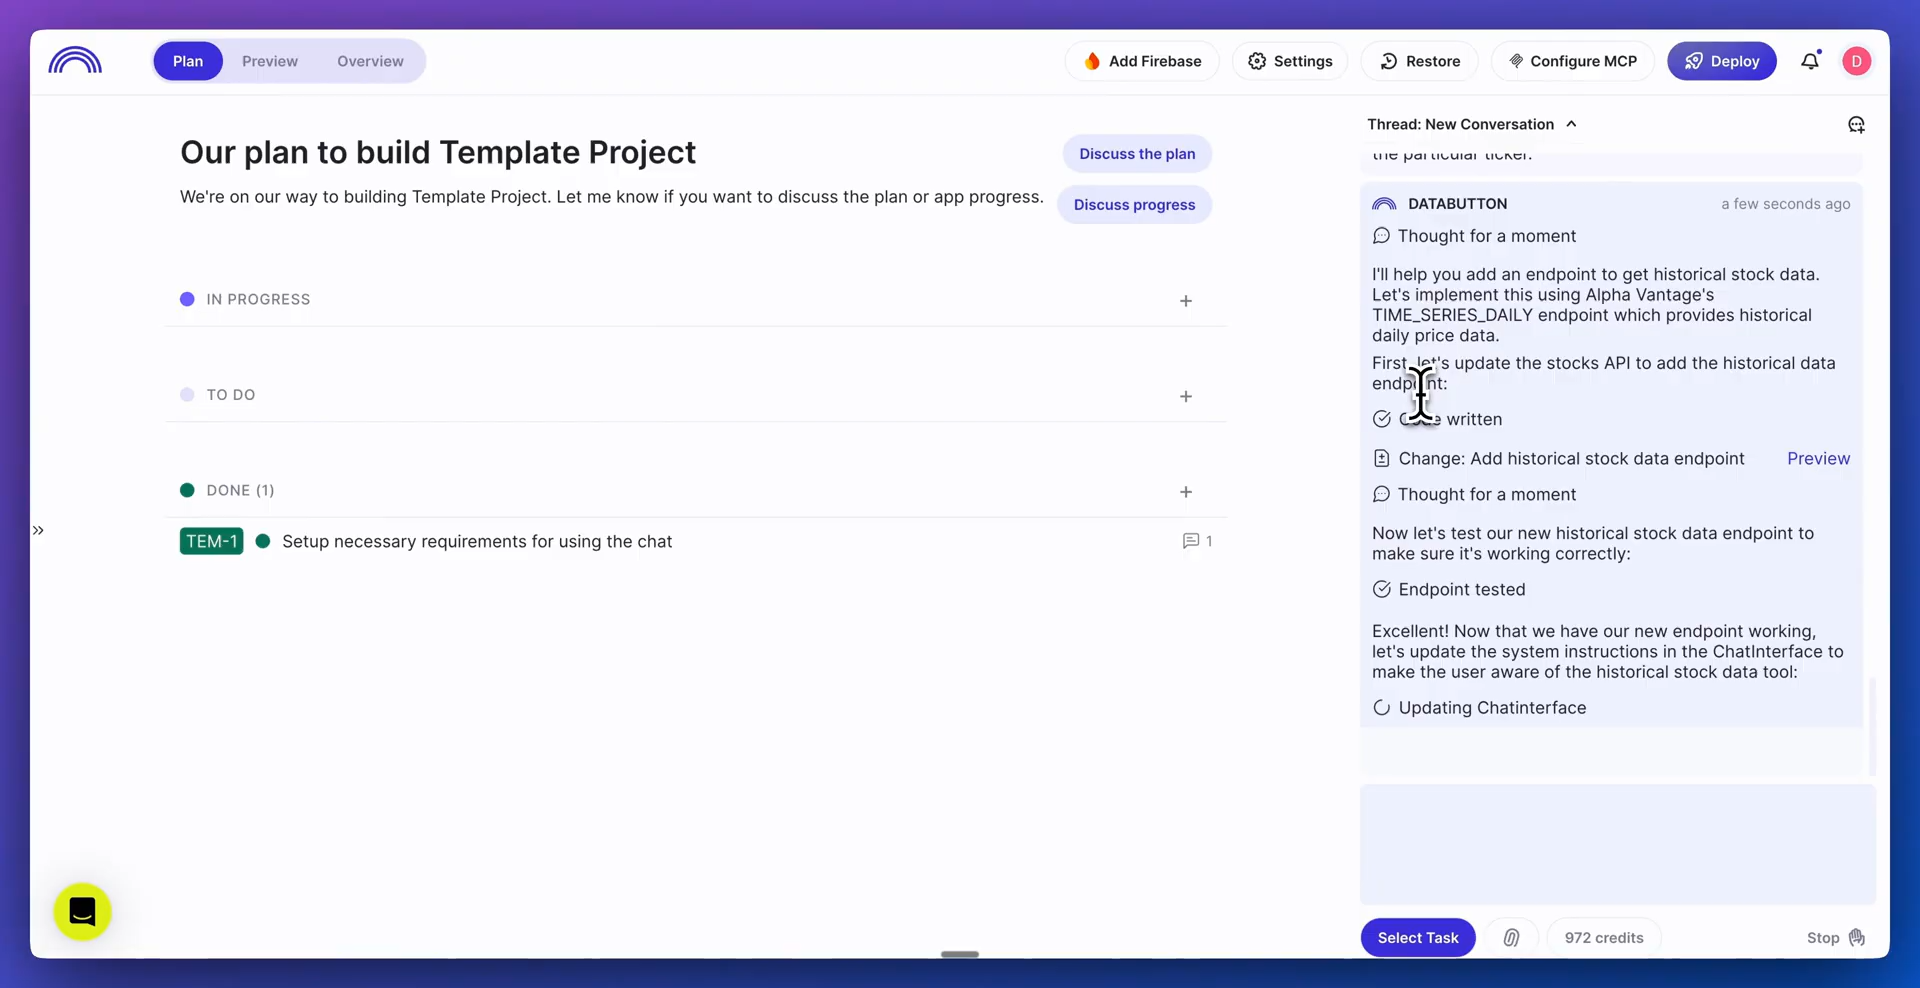 Plan
Preview
Overview
Add Firebase
Settings
Restore
Configure MCP
Deploy
D
Our plan to build Template Project
We're on our way to building Template Project. Let me know if you want to discuss the plan or app progress.
Discuss the plan
Discuss progress
IN PROGRESS
TO DO
DONE (1)
TEM-1 Setup necessary requirements for using the chat 1
Thread: New Conversation
the particular ticker.
DATABUTTON a few seconds ago
Thought for a moment
I'll help you add an endpoint to get historical stock data.
Let's implement this using Alpha Vantage's
TIME_SERIES_DAILY endpoint which provides historical
daily price data.
First, let's update the stocks API to add the historical data
endpoint:
Code written
Change: Add historical stock data endpoint Preview
Thought for a moment
Now let's test our new historical stock data endpoint to
make sure it's working correctly:
Endpoint tested
Excellent! Now that we have our new endpoint working,
let's update the system instructions in the ChatInterface to
make the user aware of the historical stock data tool:
Updating Chatinterface
Select Task
972 credits
Stop